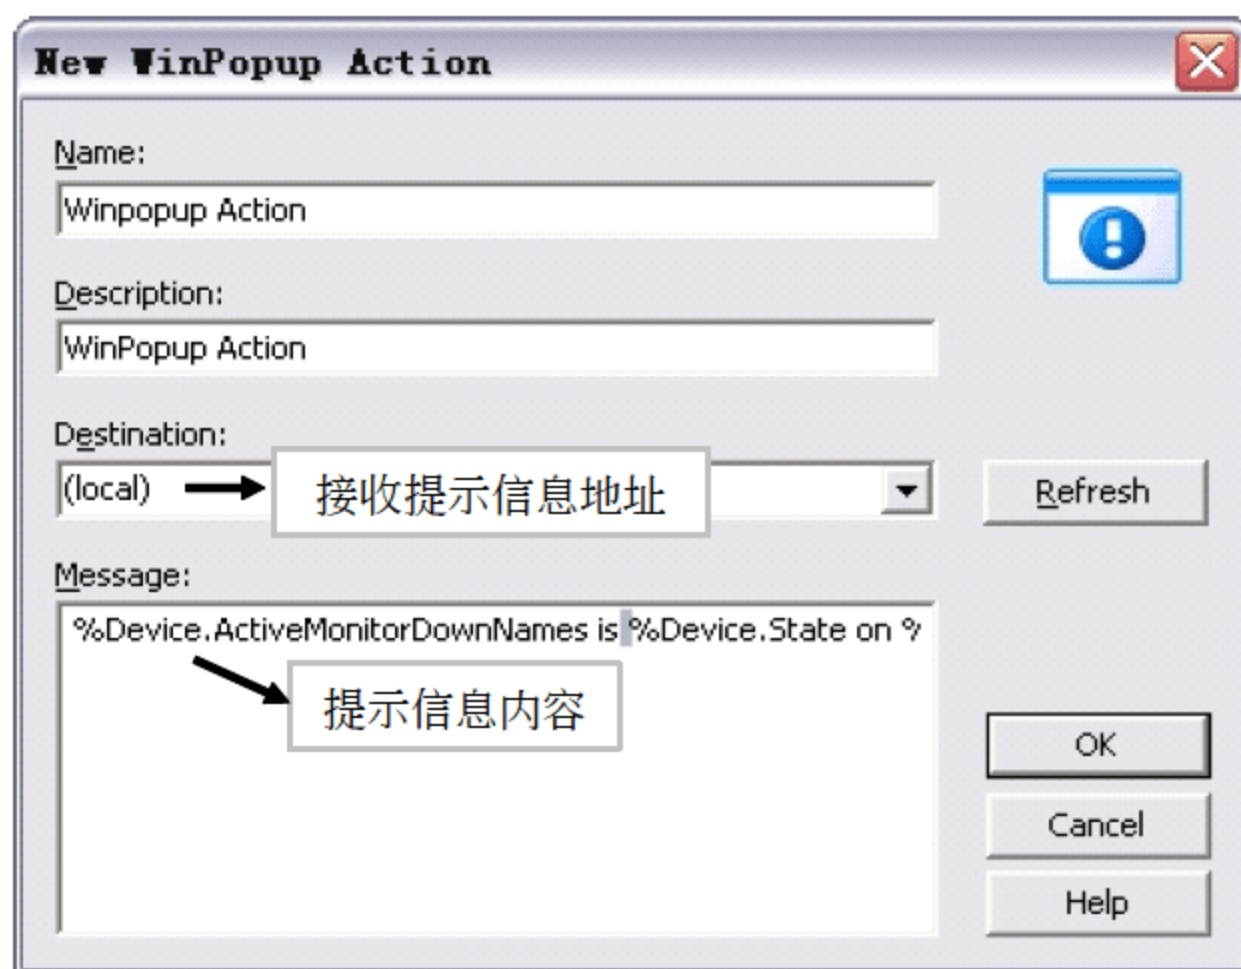 New WinPopup Action
Name:
Winpopup Action
Description:
WinPopup Action
Destination:
(local)
接收提示信息地址
Refresh
Message:
%Device.ActiveMonitorDownNames is %Device.State on %
提示信息内容
OK
Cancel
Help